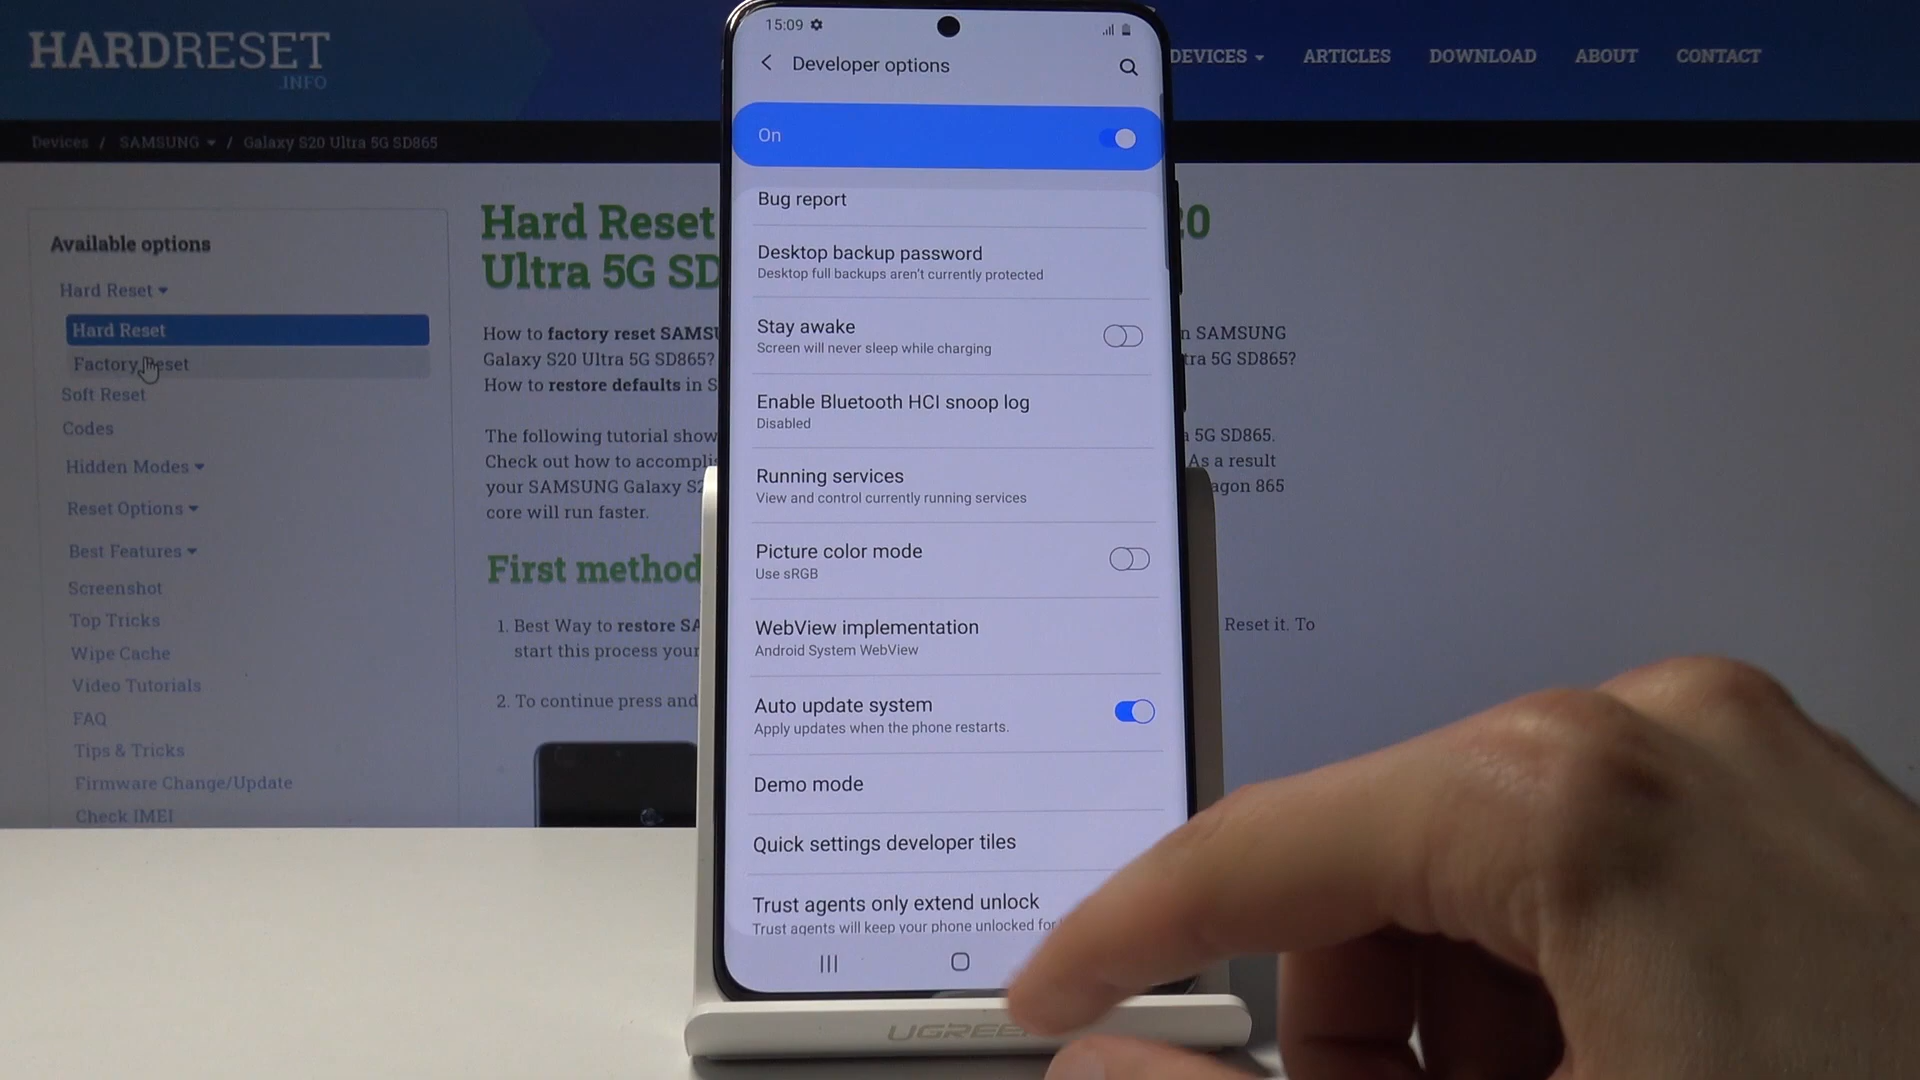 HARDRESET
.INFO
DEVICES
ARTICLES
DOWNLOAD
ABOUT
CONTACT
Devices / SAMSUNG / Galaxy S20 Ultra 5G SD865
Available options
Hard Reset
Hard Reset
Factory Reset
Soft Reset
Codes
Hidden Modes
Reset Options
Best Features
Screenshot
Top Tricks
Wipe Cache
Video Tutorials
FAQ
Tips & Tricks
Firmware Change/Update
Check IMEI
Hard Reset 20
Ultra 5G SD
How to factory reset SAMSU n SAMSUNG
Galaxy S20 Ultra 5G SD865? tra 5G SD865?
How to restore defaults in S
The following tutorial show a 5G SD865.
Check out how to accompli As a result
your SAMSUNG Galaxy S2 agon 865
core will run faster.
First method
1. Best Way to restore SA Reset it. To
start this process your
2. To continue press and
15:09
Developer options
On
Bug report
Desktop backup password
Desktop full backups aren't currently protected
Stay awake
Screen will never sleep while charging
Enable Bluetooth HCI snoop log
Disabled
Running services
View and control currently running services
Picture color mode
Use sRGB
WebView implementation
Android System WebView
Auto update system
Apply updates when the phone restarts.
Demo mode
Quick settings developer tiles
Trust agents only extend unlock
Trust agents will keep your phone unlocked for
UGREE